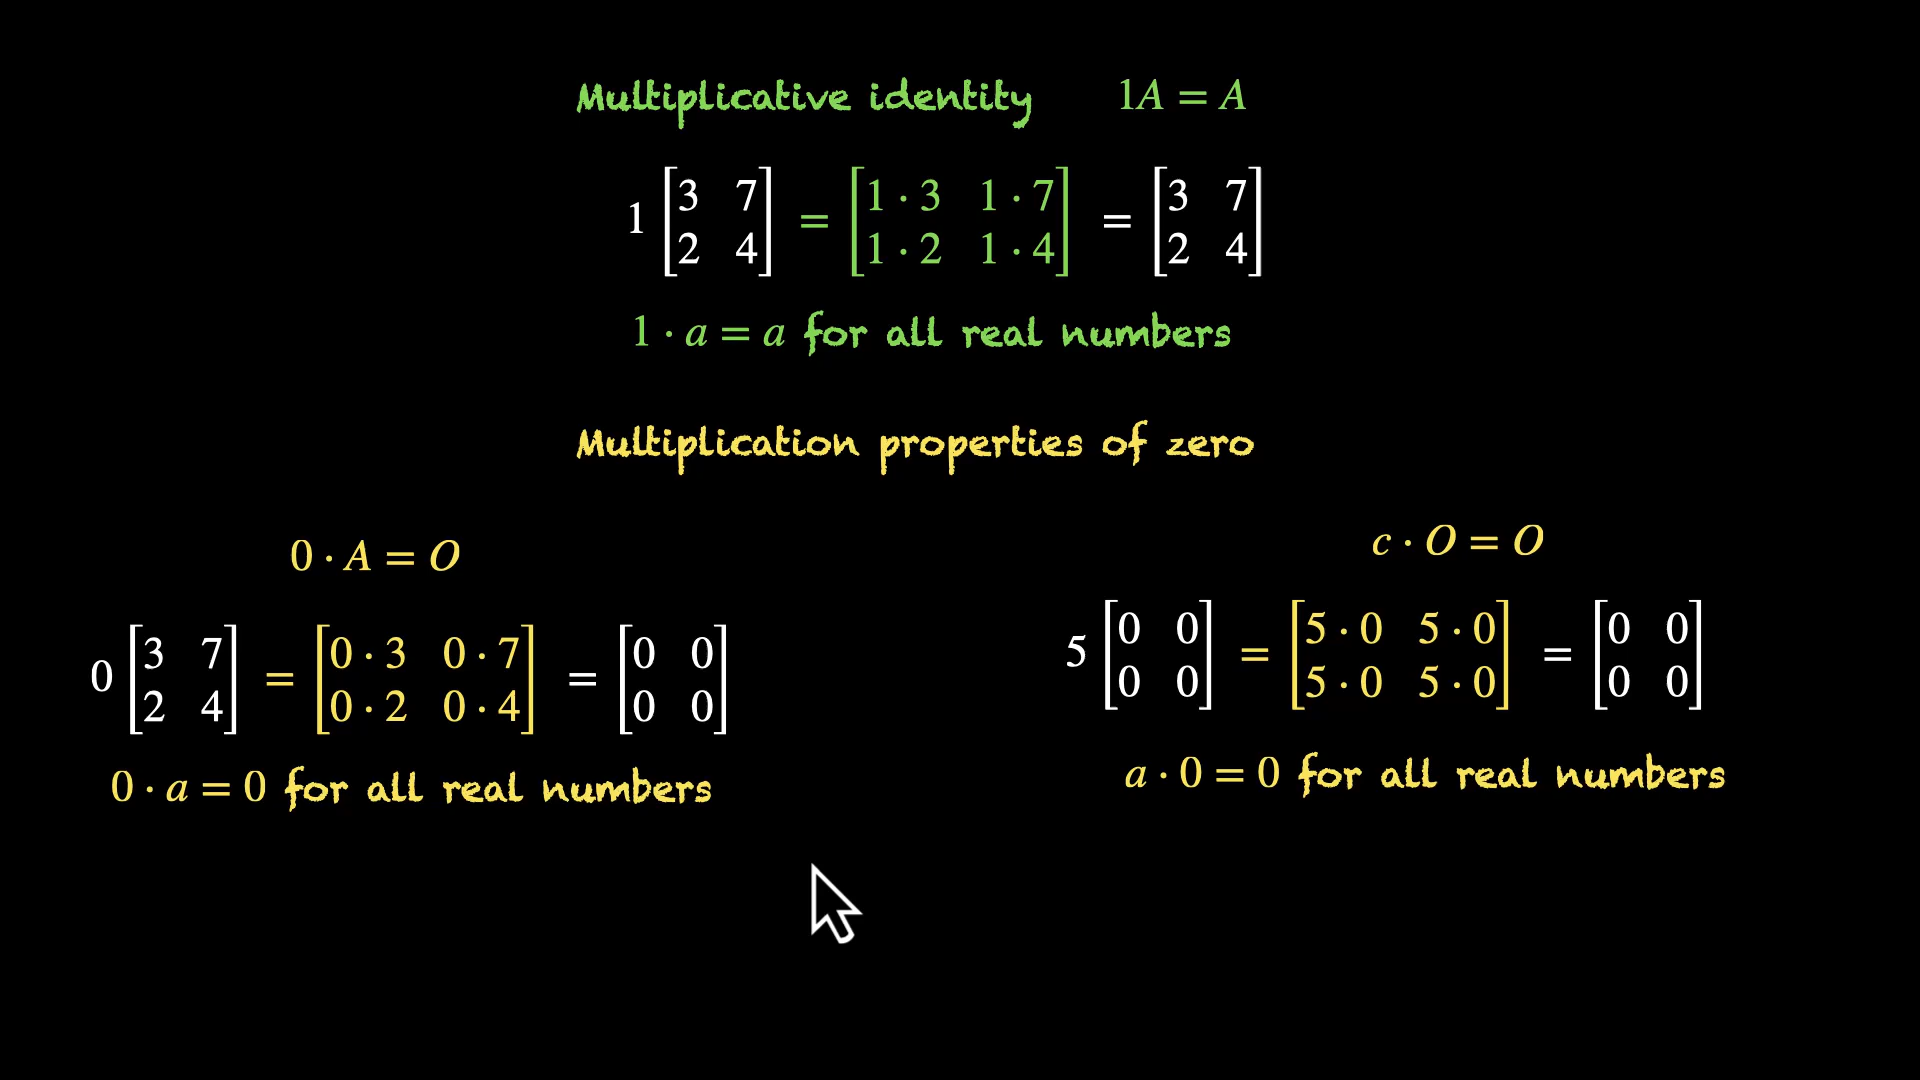 Multiplicative identity 1A = A
1 [3 7 2 4] = [1 · 3 1 · 7 1 · 2 1 · 4] = [3 7 2 4]
1 · a = a for all real numbers
Multiplication properties of zero
0 · A = O
0 [3 7 2 4] = [0 · 3 0 · 7 0 · 2 0 · 4] = [0 0 0 0]
0 · a = 0 for all real numbers
c · O = O
5 [0 0 0 0] = [5 · 0 5 · 0 5 · 0 5 · 0] = [0 0 0 0]
a · 0 = 0 for all real numbers